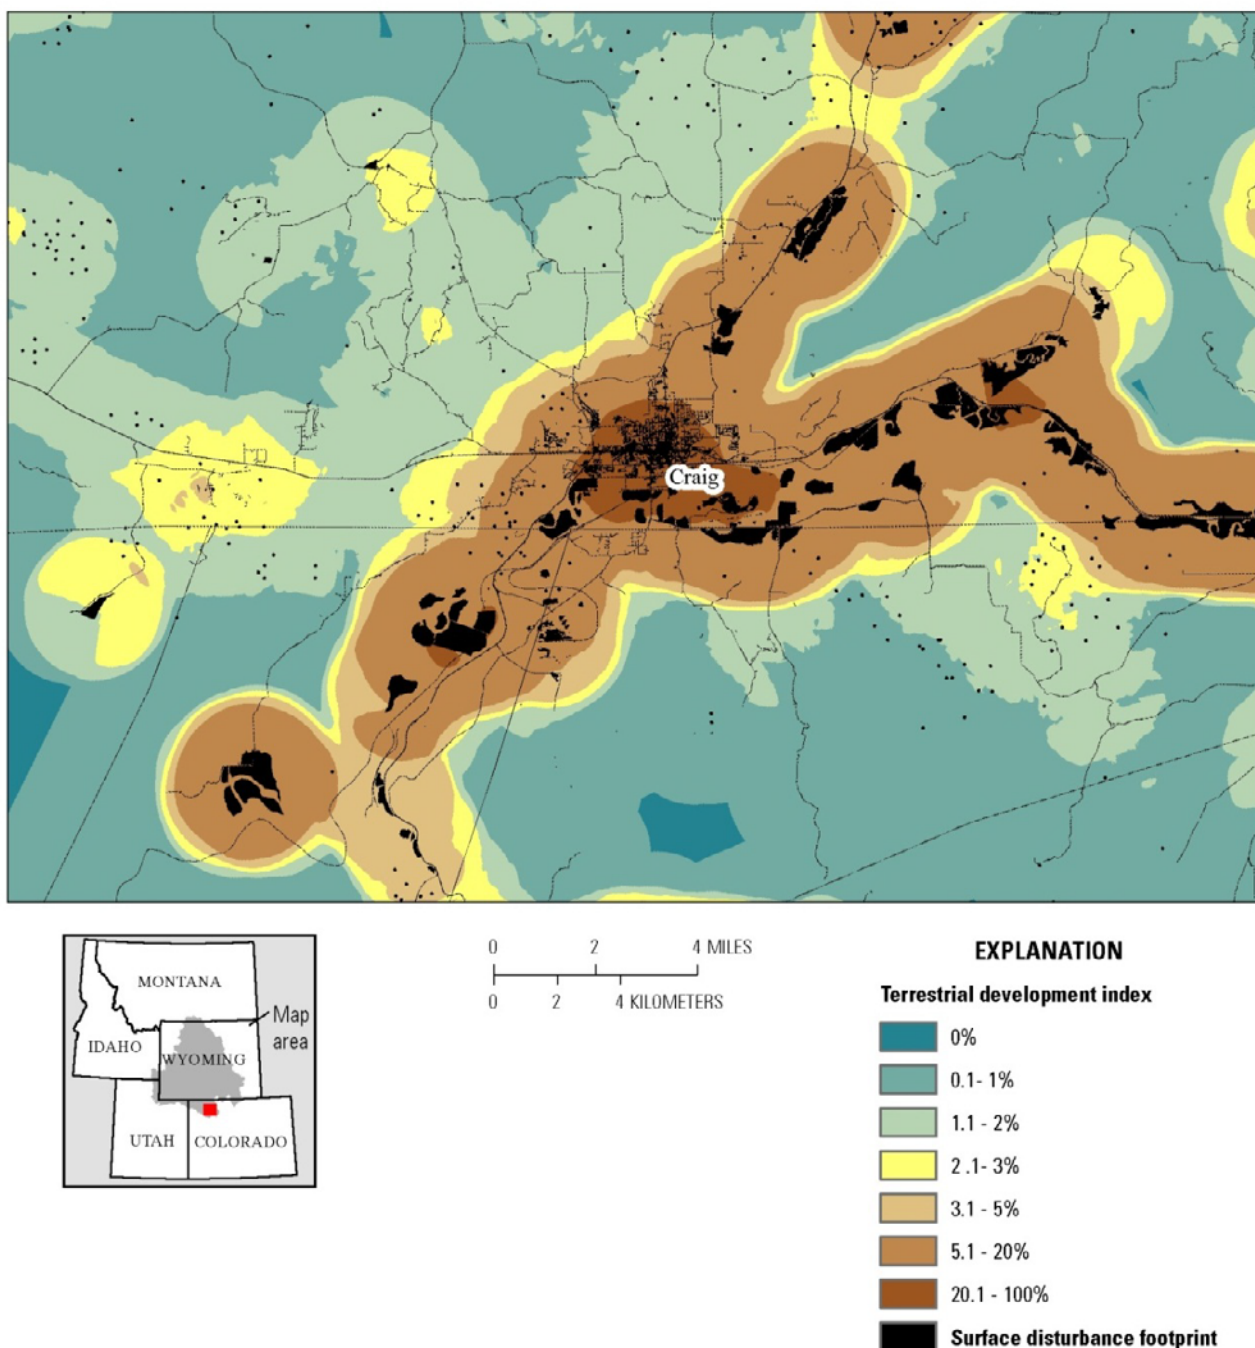 Craig
MONTANA
Map
area
IDAHO
WYOMING
UTAH
COLORADO
0 2 4 MILES
0 2 4 KILOMETERS
EXPLANATION
Terrestrial development index
0%
0.1- 1%
1.1 - 2%
2 .1- 3%
3.1 - 5%
5.1 - 20%
20.1 - 100%
Surface disturbance footprint